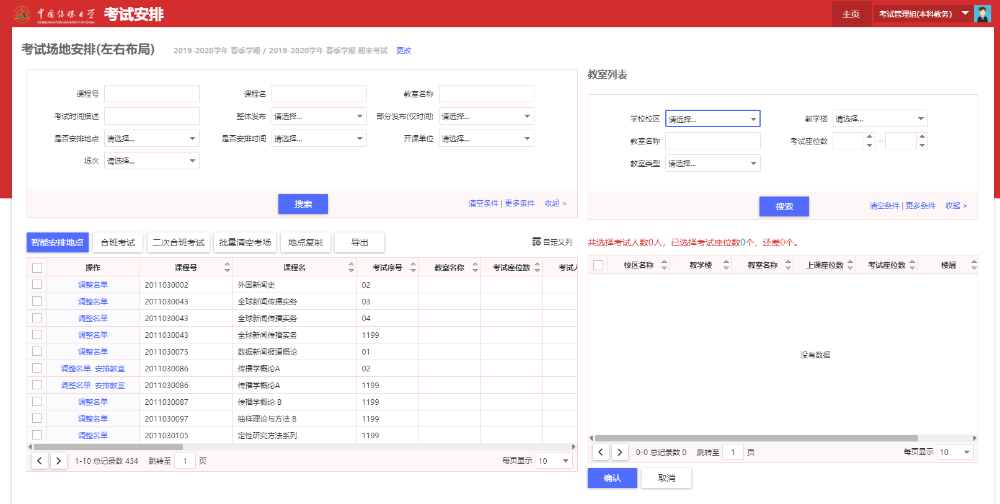 中国传媒大学
COMMUNICATION UNIVERSITY OF CHINA
考试安排
主页
考试管理组(本科教务)
考试场地安排(左右布局)
2019-2020学年 春季学期 / 2019-2020学年 春季学期 期末考试 更改
课程号 课程名 教室名称
考试时间描述 整体发布 请选择... 部分发布(仅时间) 请选择...
是否安排地点 请选择... 是否安排时间 请选择... 开课单位 请选择...
场次 请选择...
搜索 清空条件 | 更多条件 收起 >
智能安排地点 合班考试 二次合班考试 批量清空考场 地点复制 导出 自定义列
操作 课程号 课程名 考试序号 教室名称 考试座位数 考试人
调整名单 2011030002 外国新闻史 02
调整名单 2011030043 全球新闻传播实务 03
调整名单 2011030043 全球新闻传播实务 04
调整名单 2011030043 全球新闻传播实务 1199
调整名单 2011030075 数据新闻报道概论 01
调整名单 安排教室 2011030086 传播学概论A 02
调整名单 安排教室 2011030086 传播学概论A 1199
调整名单 2011030087 传播学概论 B 1199
调整名单 2011030097 抽样理论与方法 B 1199
调整名单 2011030105 定性研究方法系列 1199
1-10 总记录数 434 跳转至 1 页 每页显示 10
教室列表
学校校区 请选择... 教学楼 请选择...
教室名称 考试座位数 –
教室类型 请选择...
搜索 清空条件 | 更多条件 收起 >
共选择考试人数0人，已选择考试座位数0个，还差0个。
校区名称 教学楼 教室名称 上课座位数 考试座位数 楼层
没有数据
0-0 总记录数 0 跳转至 1 页 每页显示 10
确认 取消